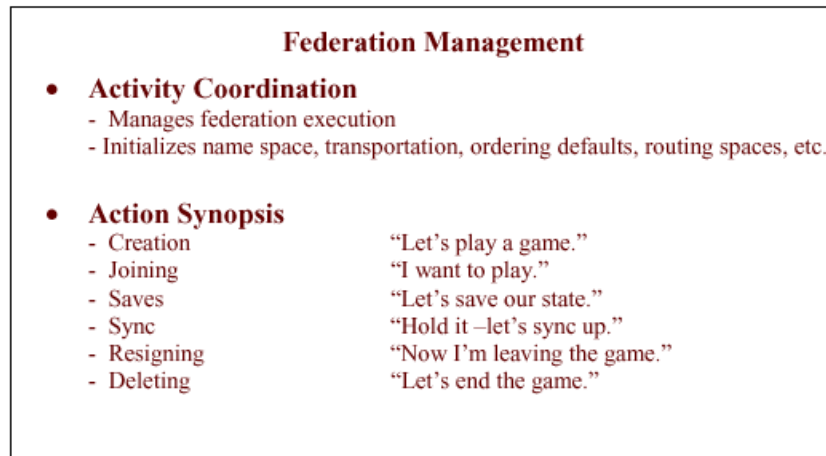 Federation Management
• Activity Coordination
- Manages federation execution
- Initializes name space, transportation, ordering defaults, routing spaces, etc.
• Action Synopsis
- Creation “Let’s play a game.”
- Joining “I want to play.”
- Saves “Let’s save our state.”
- Sync “Hold it –let’s sync up.”
- Resigning “Now I’m leaving the game.”
- Deleting “Let’s end the game.”